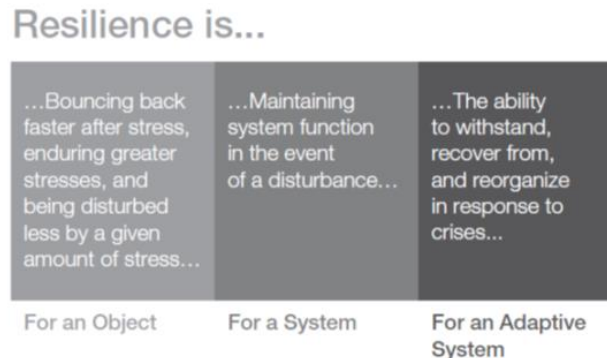 Resilience is...
...Bouncing back
faster after stress,
enduring greater
stresses, and
being disturbed
less by a given
amount of stress...
...Maintaining
system function
in the event
of a disturbance...
...The ability
to withstand,
recover from,
and reorganize
in response to
crises...
For an Object
For a System
For an Adaptive
System